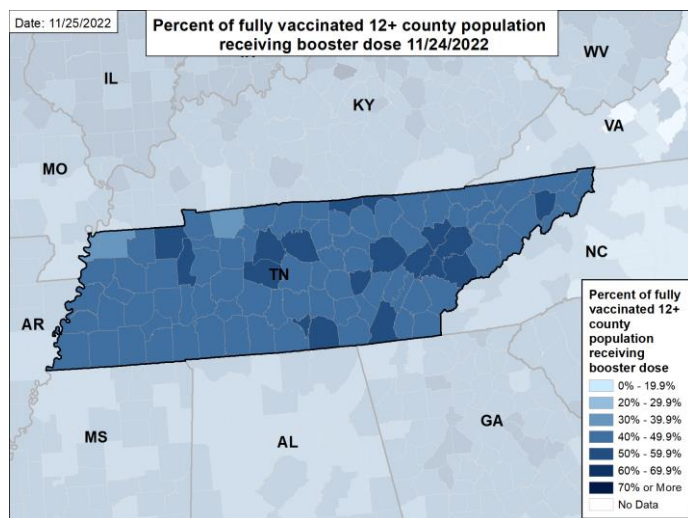 Date: 11/25/2022
Percent of fully vaccinated 12+ county population
receiving booster dose 11/24/2022
WV
IL
KY
VA
MO
NC
TN
AR
MS
AL
GA
Percent of fully
vaccinated 12+
county
population
receiving
booster dose
0% - 19.9%
20% - 29.9%
30% - 39.9%
40% - 49.9%
50% - 59.9%
60% - 69.9%
70% or More
No Data